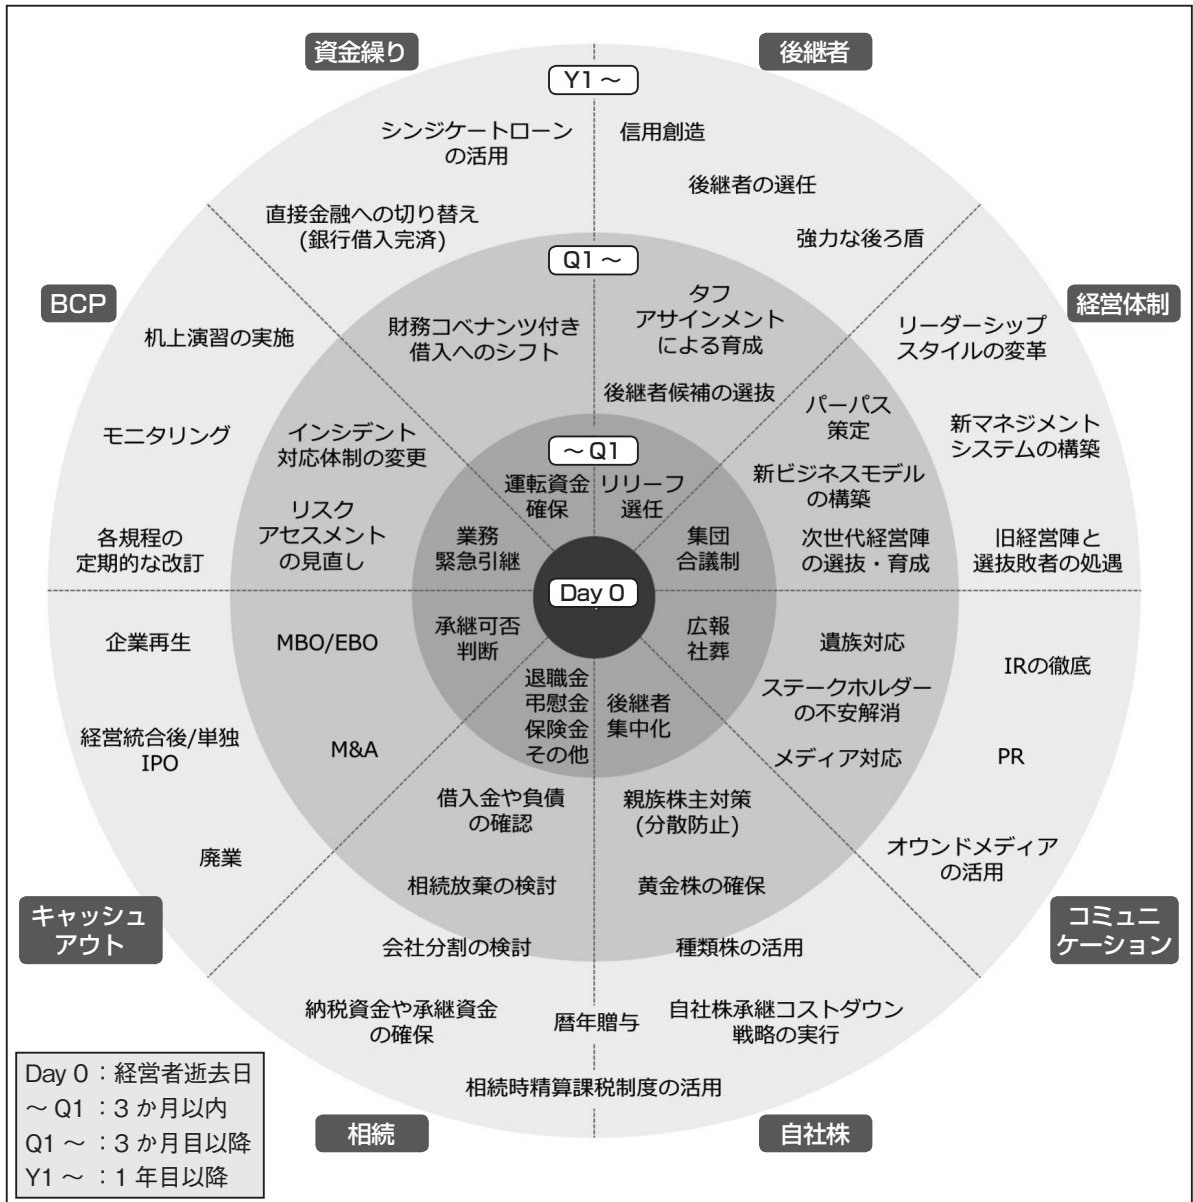 資金繰り
後継者
Y1 ～
シンジケートローン
の活用
信用創造
後継者の選任
直接金融への切り替え
(銀行借入完済)
強力な後ろ盾
Q1 ～
BCP
経営体制
机上演習の実施
財務コベナンツ付き
借入へのシフト
タフ
アサインメント
による育成
リーダーシップ
スタイルの変革
後継者候補の選抜
モニタリング
インシデント
対応体制の変更
パーパス
策定
新マネジメント
システムの構築
～ Q1
運転資金
確保
リリーフ
選任
新ビジネスモデル
の構築
各規程の
定期的な改訂
リスク
アセスメント
の見直し
業務
緊急引継
集団
合議制
次世代経営陣
の選抜・育成
旧経営陣と
選抜敗者の処遇
Day 0
企業再生
MBO/EBO
承継可否
判断
広報
社葬
遺族対応
IRの徹底
退職金
弔慰金
保険金
その他
後継者
集中化
ステークホルダー
の不安解消
経営統合後/単独
IPO
M&A
メディア対応
PR
借入金や負債
の確認
親族株主対策
(分散防止)
廃業
オウンドメディア
の活用
相続放棄の検討
黄金株の確保
キャッシュ
アウト
コミュニ
ケーション
会社分割の検討
種類株の活用
納税資金や承継資金
の確保
暦年贈与
自社株承継コストダウン
戦略の実行
相続時精算課税制度の活用
相続
自社株
Day 0 ：経営者逝去日
～ Q1 ：3 か月以内
Q1 ～ ：3 か月目以降
Y1 ～ ：1 年目以降